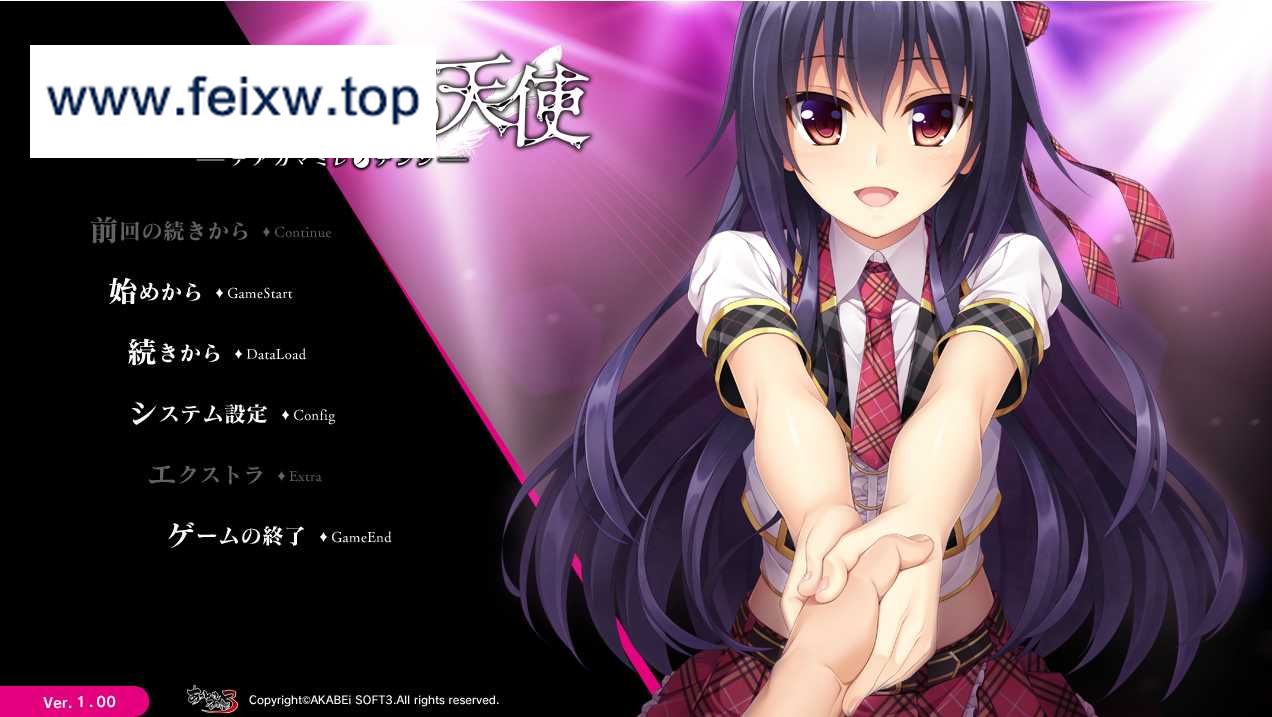 www.feixw.top
天使
前回の続きから ♦ Continue
始めから ♦ GameStart
続きから ♦ DataLoad
システム設定 ♦ Config
エクストラ ♦ Extra
ゲームの終了 ♦ GameEnd
Ver. 1.00
Copyright©AKABEi SOFT3.All rights reserved.